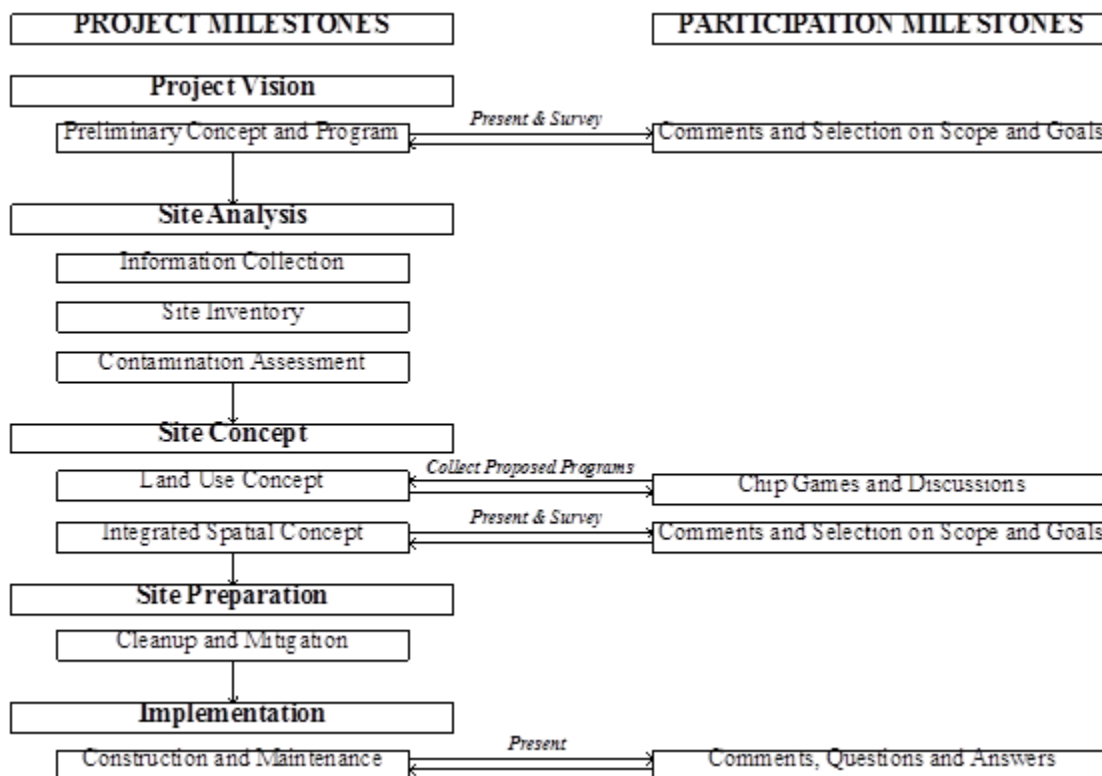 PROJECT MILESTONES
PARTICIPATION MILESTONES
Project Vision
Preliminary Concept and Program
Present & Survey
Comments and Selection on Scope and Goals
Site Analysis
Information Collection
Site Inventory
Contamination Assessment
Site Concept
Land Use Concept
Collect Proposed Programs
Chip Games and Discussions
Integrated Spatial Concept
Present & Survey
Comments and Selection on Scope and Goals
Site Preparation
Cleanup and Mitigation
Implementation
Construction and Maintenance
Present
Comments, Questions and Answers